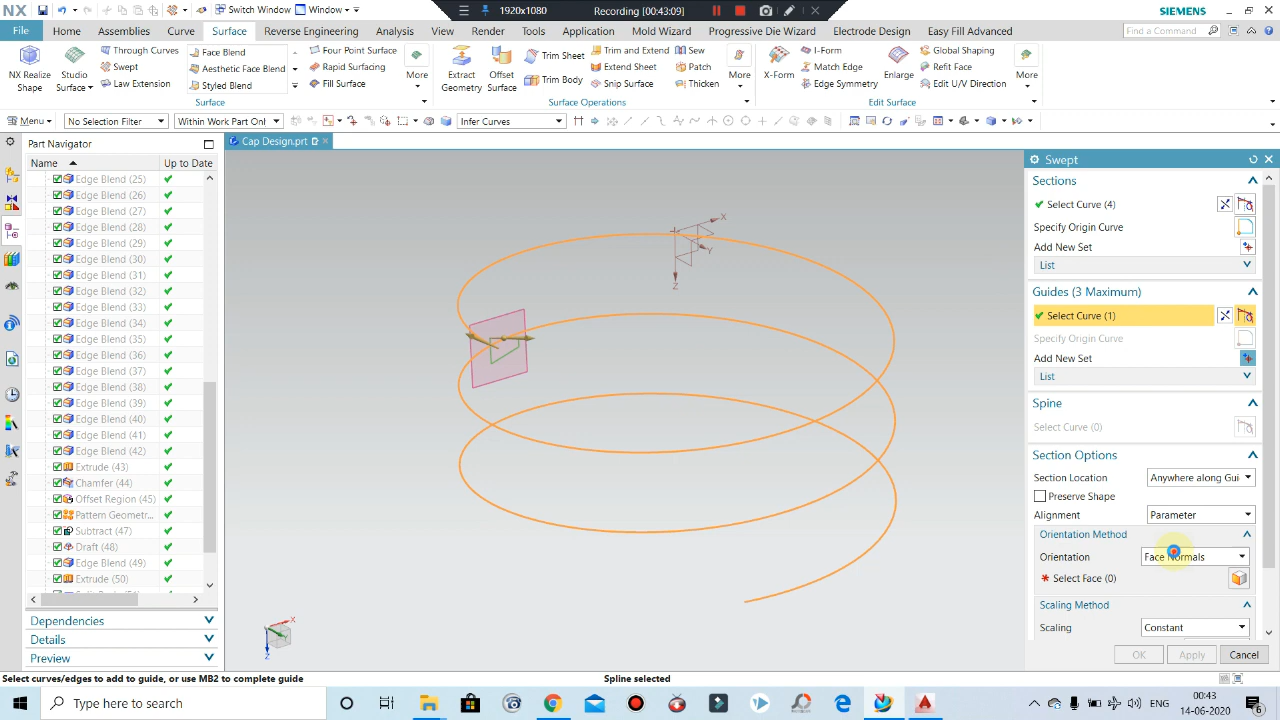 NX
Switch Window
Window
1920x1080
Recording [00:43:09]
SIEMENS
File
Home
Assemblies
Curve
Surface
Reverse Engineering
Analysis
View
Render
Tools
Application
Mold Wizard
Progressive Die Wizard
Electrode Design
Easy Fill Advanced
Find a Command
NX Realize Shape
Studio Surface
Through Curves
Swept
Law Extension
Face Blend
Aesthetic Face Blend
Styled Blend
Four Point Surface
Rapid Surfacing
Fill Surface
More
Extract Geometry
Offset Surface
Trim Sheet
Trim Body
Trim and Extend
Extend Sheet
Snip Surface
Sew
Patch
Thicken
More
X-Form
I-Form
Match Edge
Edge Symmetry
Enlarge
Global Shaping
Refit Face
Edit U/V Direction
More
Surface
Surface Operations
Edit Surface
Menu
No Selection Filter
Within Work Part Only
Infer Curves
Part Navigator
Cap Design.prt
Name
Up to Date
Edge Blend (25)
Edge Blend (26)
Edge Blend (27)
Edge Blend (28)
Edge Blend (29)
Edge Blend (30)
Edge Blend (31)
Edge Blend (32)
Edge Blend (33)
Edge Blend (34)
Edge Blend (35)
Edge Blend (36)
Edge Blend (37)
Edge Blend (38)
Edge Blend (39)
Edge Blend (40)
Edge Blend (41)
Edge Blend (42)
Extrude (43)
Chamfer (44)
Offset Region (45)
Pattern Geometr...
Subtract (47)
Draft (48)
Edge Blend (49)
Extrude (50)
Dependencies
Details
Preview
X
Y
Z
X
Z
Swept
Sections
Select Curve (4)
Specify Origin Curve
Add New Set
List
Guides (3 Maximum)
Select Curve (1)
Specify Origin Curve
Add New Set
List
Spine
Select Curve (0)
Section Options
Section Location
Anywhere along Gui
Preserve Shape
Alignment
Parameter
Orientation Method
Orientation
Face Normals
* Select Face (0)
Scaling Method
Scaling
Constant
OK
Apply
Cancel
Select curves/edges to add to guide, or use MB2 to complete guide
Spline selected
Type here to search
ENG
00:43
14-06-2020
6